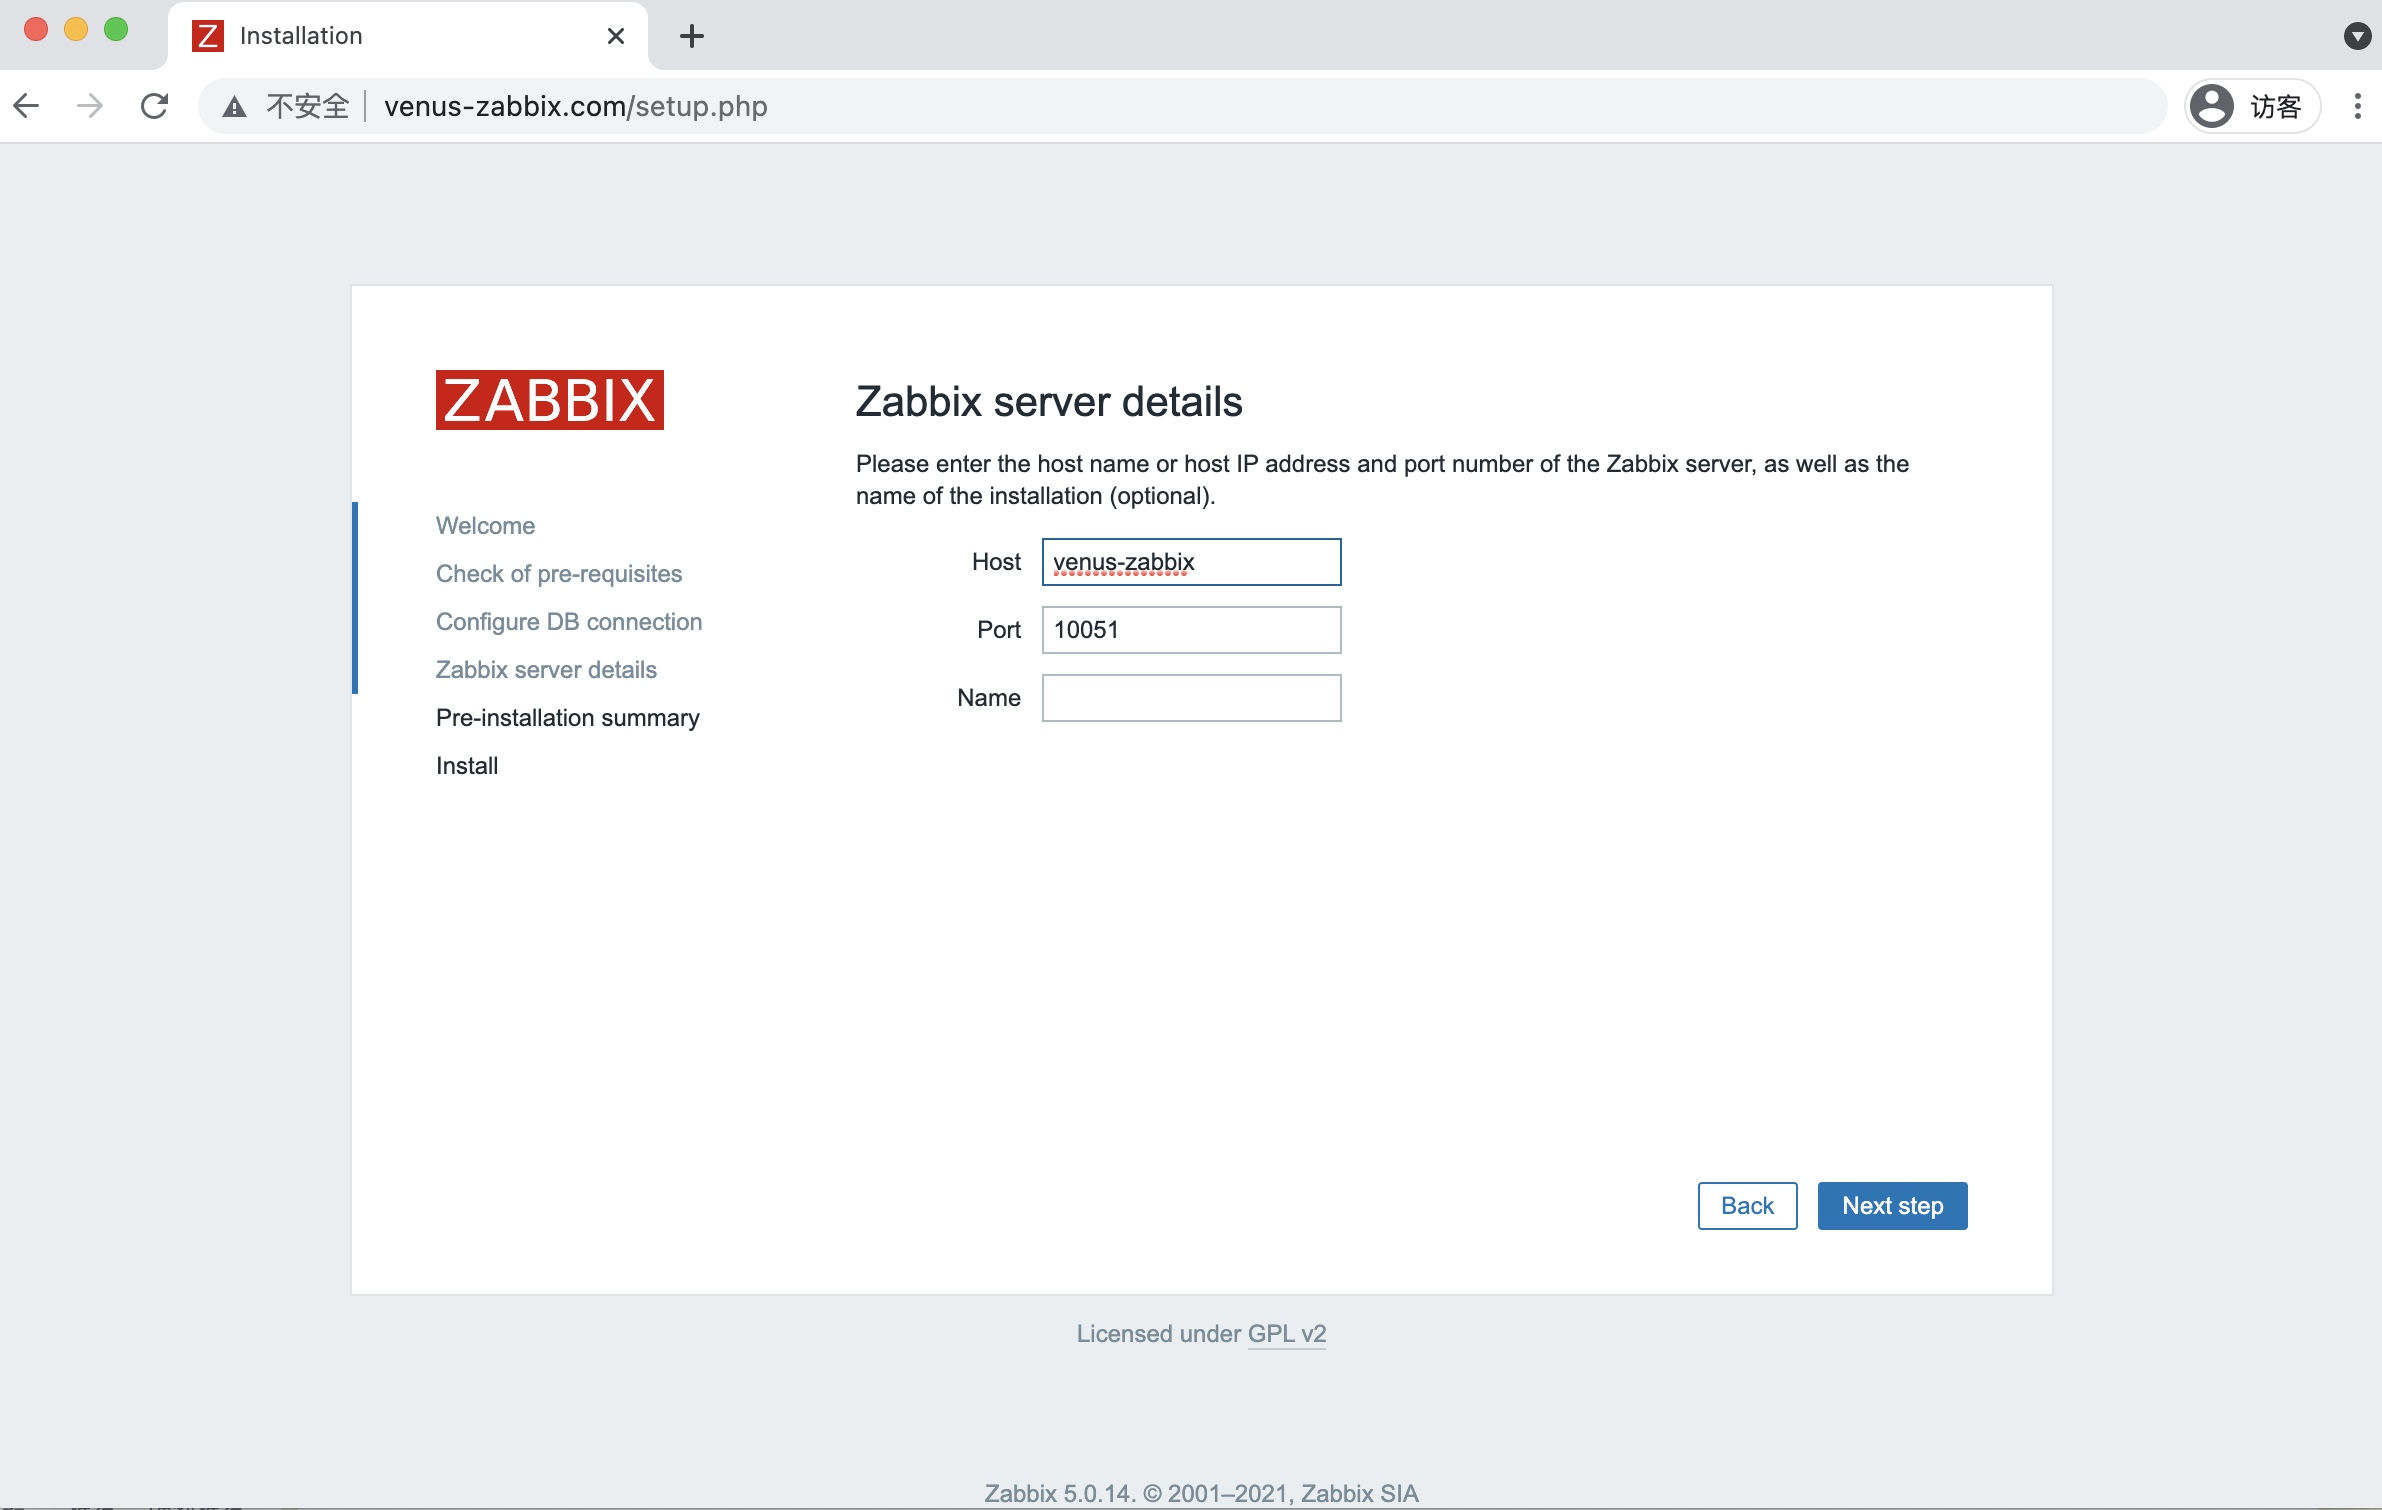 Installation
不安全
venus-zabbix.com/setup.php
访客
ZABBIX
Zabbix server details
Please enter the host name or host IP address and port number of the Zabbix server, as well as the
name of the installation (optional).
Welcome
Check of pre-requisites
Configure DB connection
Zabbix server details
Pre-installation summary
Install
Host
venus-zabbix
Port
10051
Name
Back
Next step
Licensed under GPL v2
Zabbix 5.0.14. © 2001–2021, Zabbix SIA